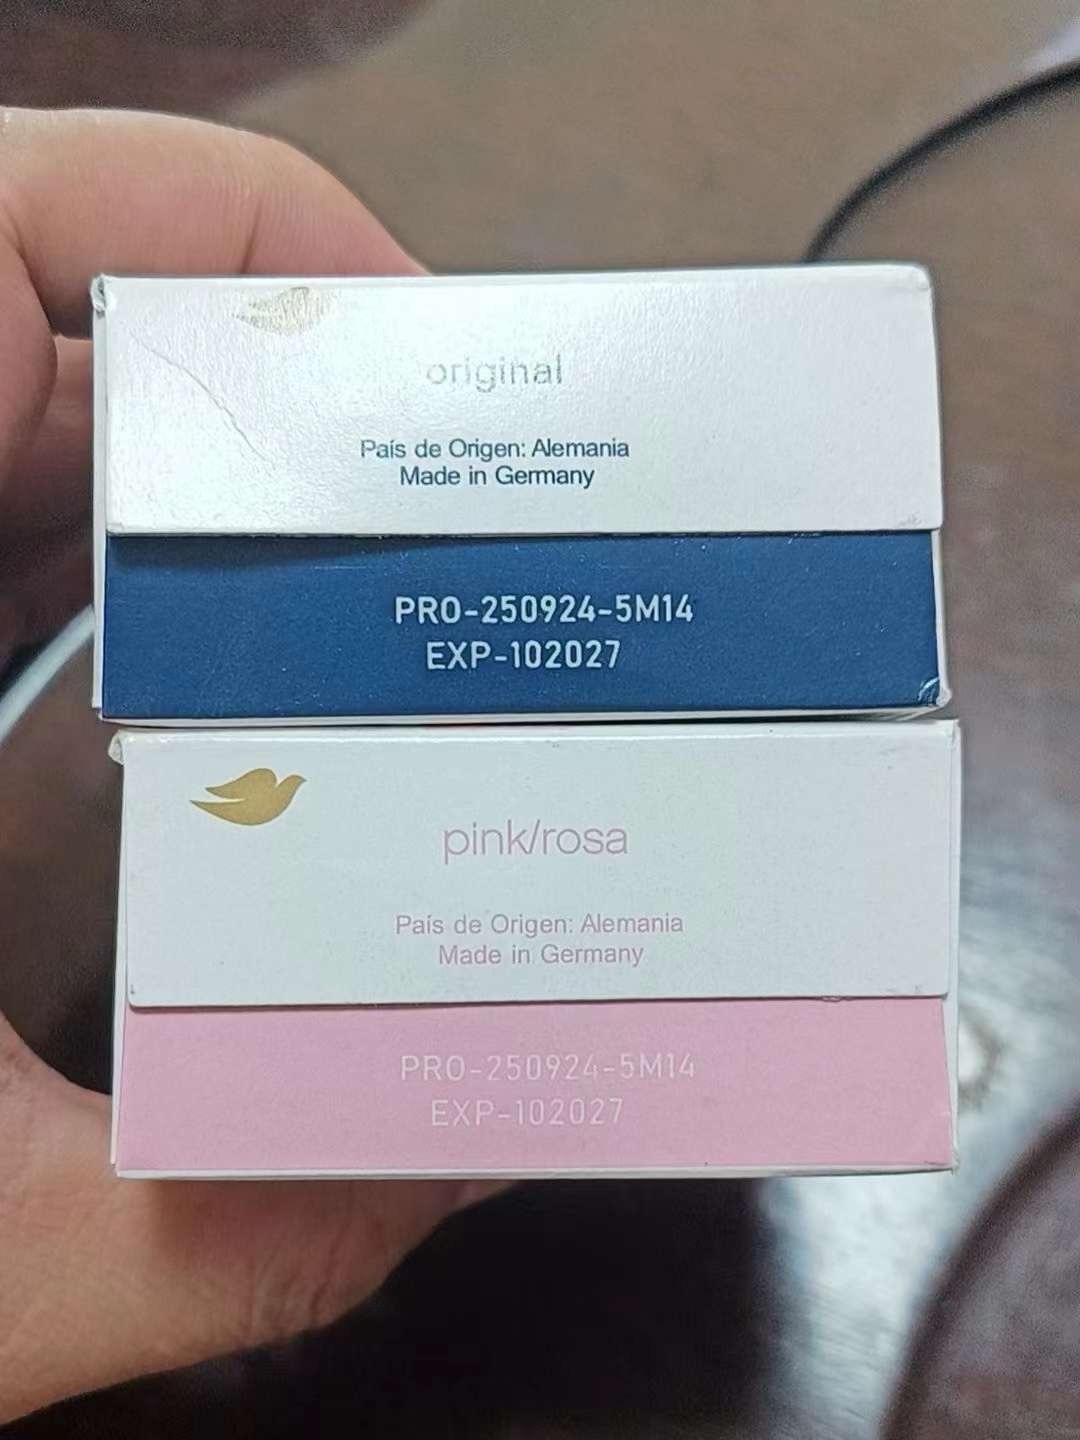 original
País de Origen: Alemania
Made in Germany
PRO-250924-5M14
EXP-102027
pink/rosa
País de Origen: Alemania
Made in Germany
PRO-250924-5M14
EXP-102027